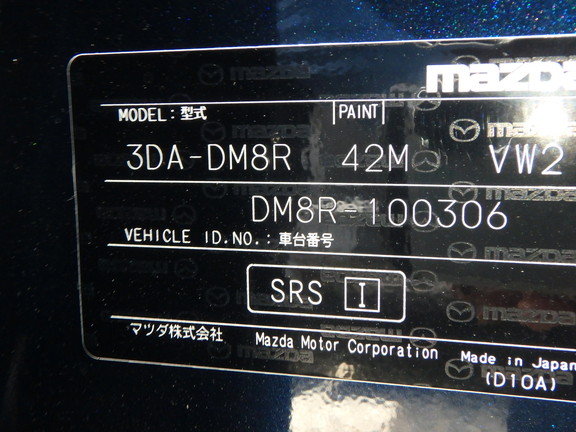 mazda
MODEL: 型式 PAINT
3DA-DM8R 42M VW2
DM8R-100306
VEHICLE ID.NO.: 車台番号
SRS I
マツダ株式会社 Mazda Motor Corporation Made in Japan
(D10A)